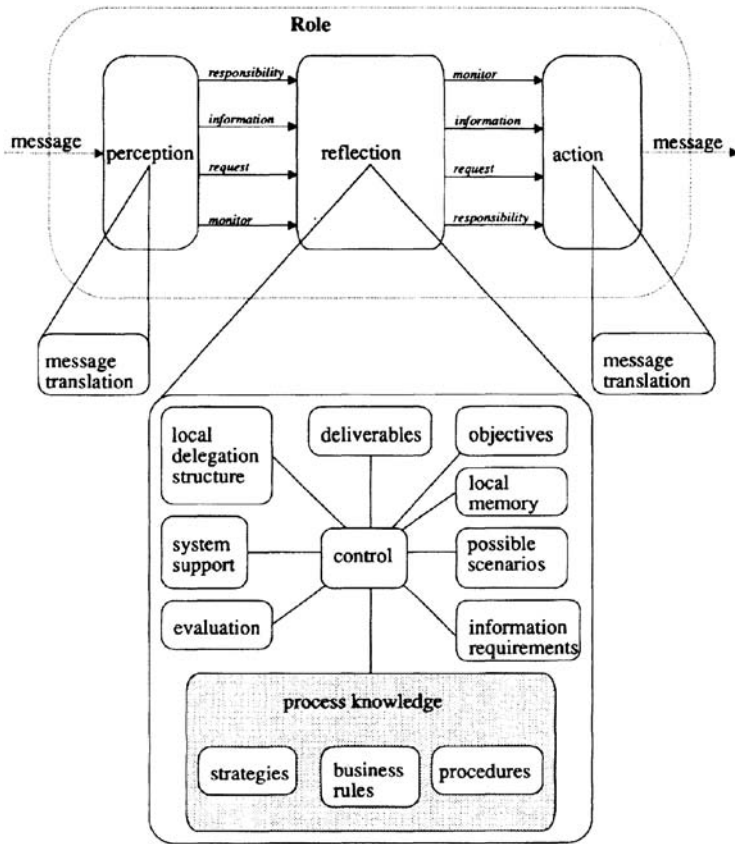 Role
responsibility
monitor
information
information
message
message
perception
reflection
action
request
request
monitor
responsibility
message
translation
message
translation
local
delegation
structure
deliverables
objectives
local
memory
system
support
control
possible
scenarios
evaluation
information
requirements
process knowledge
strategies
business
rules
procedures